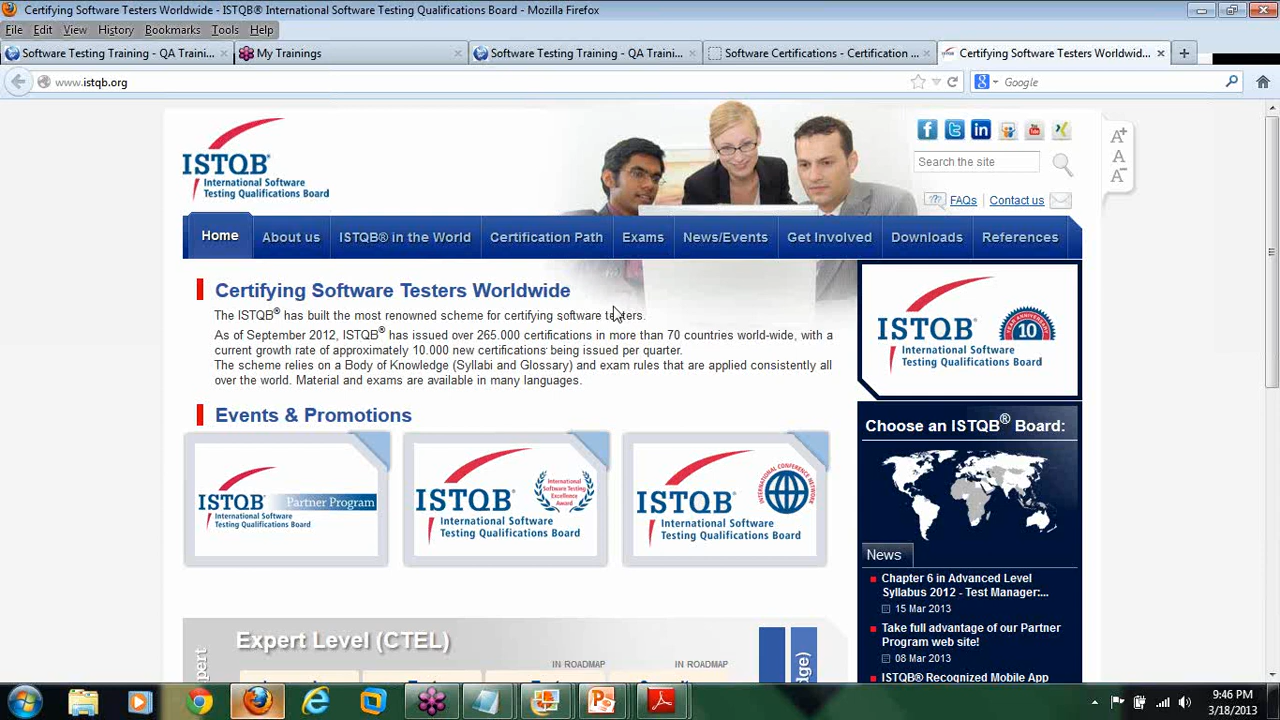 Certifying Software Testers Worldwide - ISTQB® International Software Testing Qualifications Board - Mozilla Firefox
File Edit View History Bookmarks Tools Help
Software Testing Training - QA Traini...
My Trainings
Software Testing Training - QA Traini...
Software Certifications - Certification ...
Certifying Software Testers Worldwid...
www.istqb.org
Google
ISTQB®
International Software
Testing Qualifications Board
Search the site
FAQs | Contact us
A+
A
A-
Home About us ISTQB® in the World Certification Path Exams News/Events Get Involved Downloads References
Certifying Software Testers Worldwide
The ISTQB® has built the most renowned scheme for certifying software testers.
As of September 2012, ISTQB® has issued over 265.000 certifications in more than 70 countries world-wide, with a
current growth rate of approximately 10.000 new certifications being issued per quarter.
The scheme relies on a Body of Knowledge (Syllabi and Glossary) and exam rules that are applied consistently all
over the world. Material and exams are available in many languages.
ISTQB®
International Software
Testing Qualifications Board
10
Choose an ISTQB® Board:
Events & Promotions
ISTQB® Partner Program
International Software
Testing Qualifications Board
ISTQB®
International Software Testing Excellence Award
International Software
Testing Qualifications Board
ISTQB®
INTERNATIONAL CONFERENCE NETWORK
International Software
Testing Qualifications Board
News
Chapter 6 in Advanced Level
Syllabus 2012 - Test Manager:...
15 Mar 2013
Take full advantage of our Partner
Program web site!
08 Mar 2013
ISTQB® Recognized Mobile App
Expert Level (CTEL)
IN ROADMAP IN ROADMAP
9:46 PM
3/18/2013